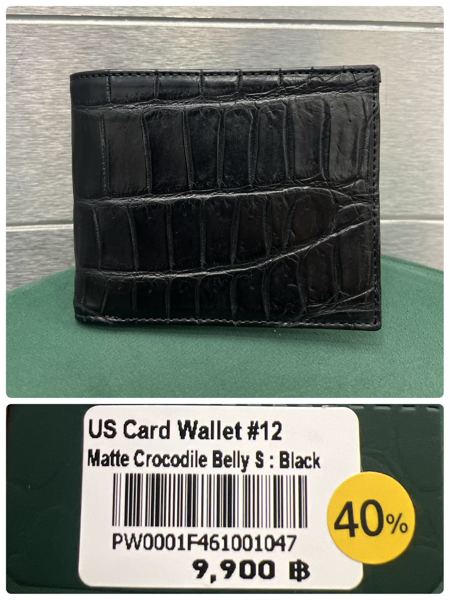 US Card Wallet #12
Matte Crocodile Belly S : Black
PW0001F461001047
9,900 ฿
40%